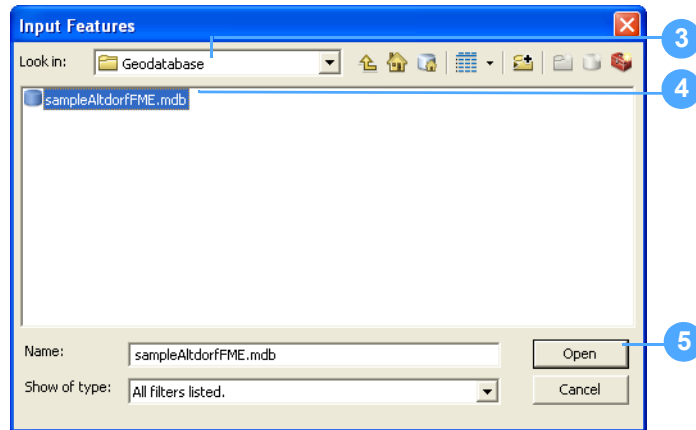 Input Features
3
Look in: Geodatabase
4
sampleAltdorfFME.mdb
Name: sampleAltdorfFME.mdb
Open
5
Show of type: All filters listed.
Cancel